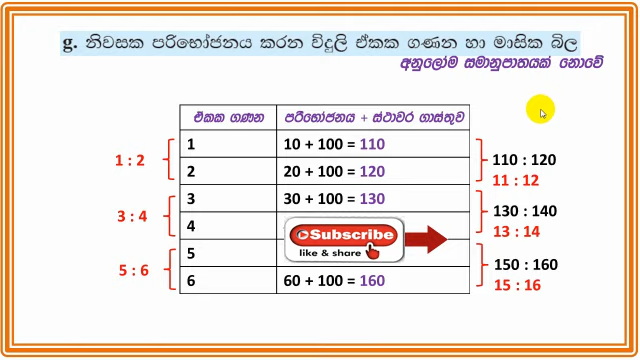 g. නිවසක පරිභෝජනය කරන විදුලි ඒකක ගණන හා මාසික බිල
අනුලෝම සමානුපාතයක් නොවේ
ඒකක ගණන පරිභෝජනය + ස්ථාවර ගාස්තුව
1 10 + 100 = 110
1 : 2 110 : 120
2 20 + 100 = 120
11 : 12
3 30 + 100 = 130
3 : 4 130 : 140
4
13 : 14
Subscribe
like & share
5
5 : 6 150 : 160
6 60 + 100 = 160
15 : 16